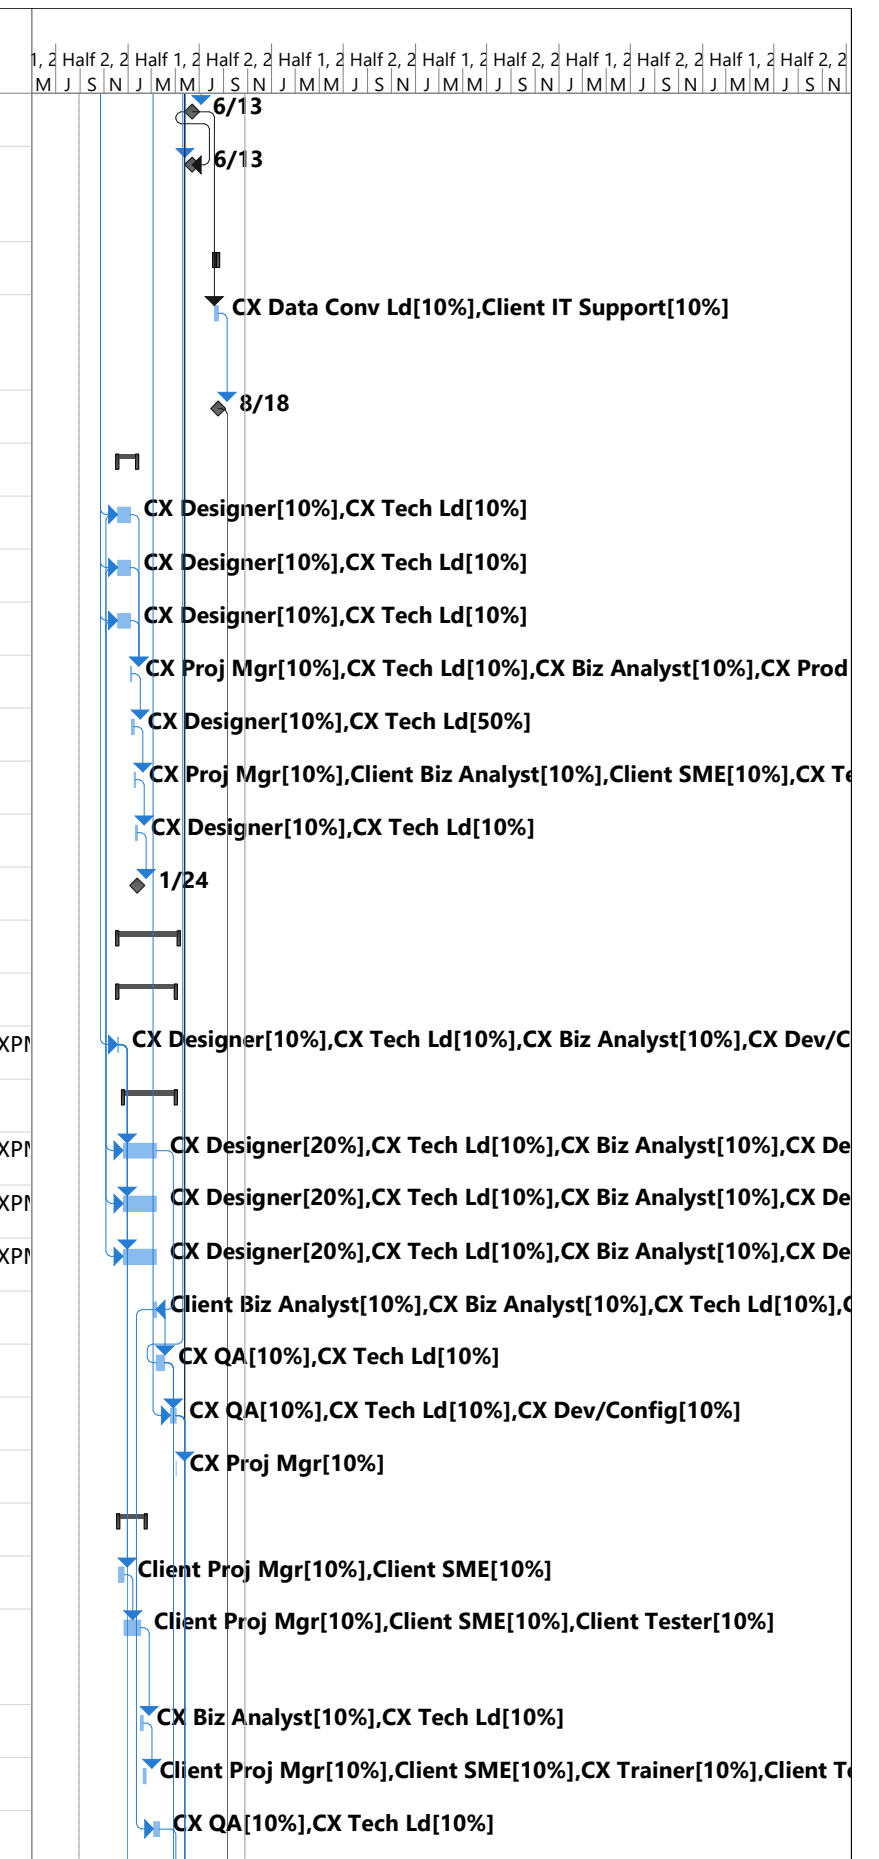 1, 2 Half 2, 2 Half 1, 2 Half 2, 2 Half 1, 2 Half 2, 2 Half 1, 2 Half 2, 2 Half 1, 2 Half 2, 2 Half 1, 2 Half 2, 2
M J S N J M M J S N J M M J S N J M M J S N J M M J S N J M M J S N
6/13
6/13
CX Data Conv Ld[10%],Client IT Support[10%]
8/18
CX Designer[10%],CX Tech Ld[10%]
CX Designer[10%],CX Tech Ld[10%]
CX Designer[10%],CX Tech Ld[10%]
CX Proj Mgr[10%],CX Tech Ld[10%],CX Biz Analyst[10%],CX Prod
CX Designer[10%],CX Tech Ld[50%]
CX Proj Mgr[10%],Client Biz Analyst[10%],Client SME[10%],CX Te
CX Designer[10%],CX Tech Ld[10%]
1/24
XPM CX Designer[10%],CX Tech Ld[10%],CX Biz Analyst[10%],CX Dev/C
XPM CX Designer[20%],CX Tech Ld[10%],CX Biz Analyst[10%],CX De
XPM CX Designer[20%],CX Tech Ld[10%],CX Biz Analyst[10%],CX De
XPM CX Designer[20%],CX Tech Ld[10%],CX Biz Analyst[10%],CX De
Client Biz Analyst[10%],CX Biz Analyst[10%],CX Tech Ld[10%],C
CX QA[10%],CX Tech Ld[10%]
CX QA[10%],CX Tech Ld[10%],CX Dev/Config[10%]
CX Proj Mgr[10%]
Client Proj Mgr[10%],Client SME[10%]
Client Proj Mgr[10%],Client SME[10%],Client Tester[10%]
CX Biz Analyst[10%],CX Tech Ld[10%]
Client Proj Mgr[10%],Client SME[10%],CX Trainer[10%],Client Te
CX QA[10%],CX Tech Ld[10%]